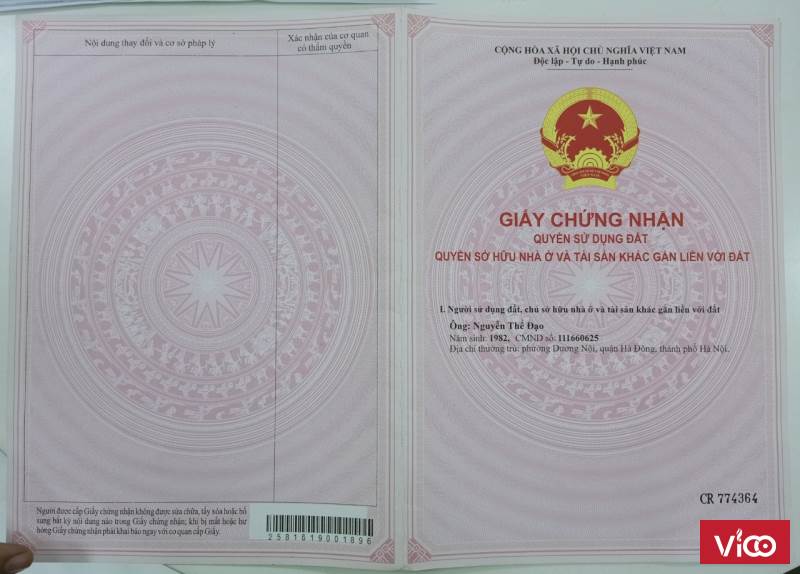 Nội dung thay đổi và cơ sở pháp lý
Xác nhận của cơ quan
có thẩm quyền
Người được cấp Giấy chứng nhận không được sửa chữa, tẩy xóa hoặc bổ
sung bất kỳ nội dung nào trong Giấy chứng nhận; khi bị mất hoặc hư
hỏng Giấy chứng nhận phải khai báo ngay với cơ quan cấp Giấy.
2581619001896
CỘNG HÒA XÃ HỘI CHỦ NGHĨA VIỆT NAM
Độc lập - Tự do - Hạnh phúc
GIẤY CHỨNG NHẬN
QUYỀN SỬ DỤNG ĐẤT
QUYỀN SỞ HỮU NHÀ Ở VÀ TÀI SẢN KHÁC GẮN LIỀN VỚI ĐẤT
I. Người sử dụng đất, chủ sở hữu nhà ở và tài sản khác gắn liền với đất
Ông: Nguyễn Thế Đạo
Năm sinh: 1982, CMND số: 111660625
Địa chỉ thường trú: phường Dương Nội, quận Hà Đông, thành phố Hà Nội.
CR 774364
VICO